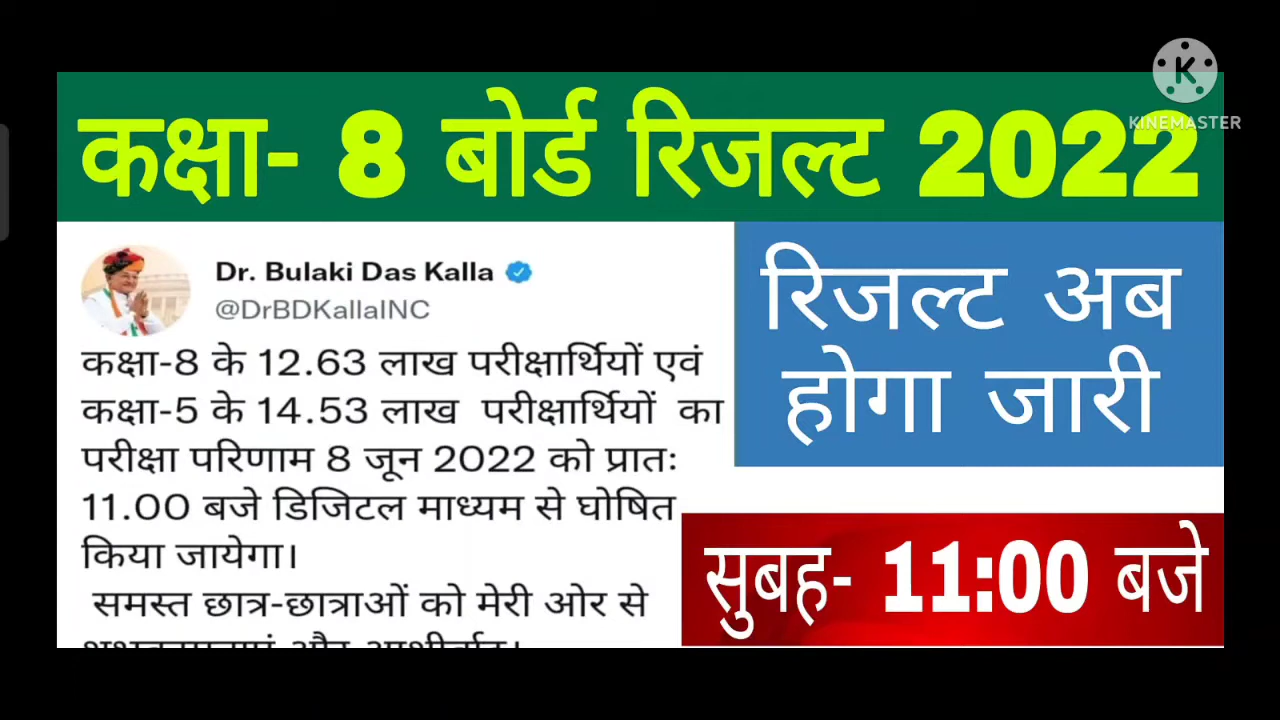 कक्षा- 8 बोर्ड रिजल्ट 2022
KINEMASTER
Dr. Bulaki Das Kalla
@DrBDKallaINC
कक्षा-8 के 12.63 लाख परीक्षार्थियों एवं
कक्षा-5 के 14.53 लाख परीक्षार्थियों का
परीक्षा परिणाम 8 जून 2022 को प्रातः
11.00 बजे डिजिटल माध्यम से घोषित
किया जायेगा।
समस्त छात्र-छात्राओं को मेरी ओर से
रिजल्ट अब
होगा जारी
सुबह- 11:00 बजे